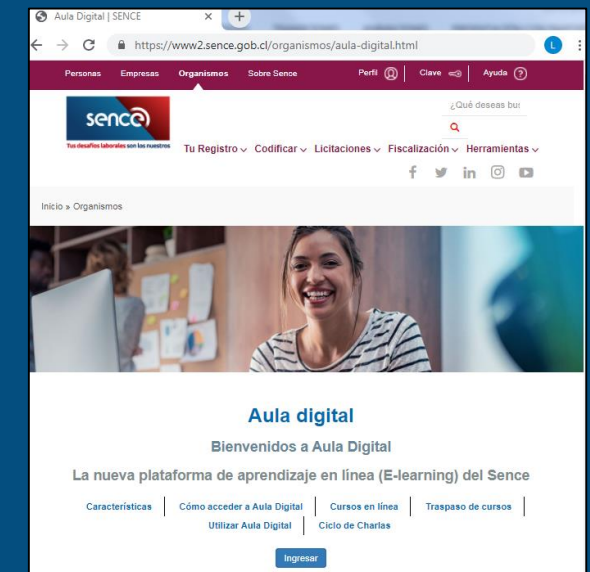 Aula Digital | SENCE
https://www2.sence.gob.cl/organismos/aula-digital.html
L
Personas Empresas Organismos Sobre Sence Perfil Clave Ayuda ?
sence
Tus desafíos laborales son los nuestros
¿Qué deseas bus
Tu Registro Codificar Licitaciones Fiscalización Herramientas
Inicio » Organismos
Aula digital
Bienvenidos a Aula Digital
La nueva plataforma de aprendizaje en línea (E-learning) del Sence
Características Cómo acceder a Aula Digital Cursos en línea Traspaso de cursos
Utilizar Aula Digital Ciclo de Charlas
Ingresar